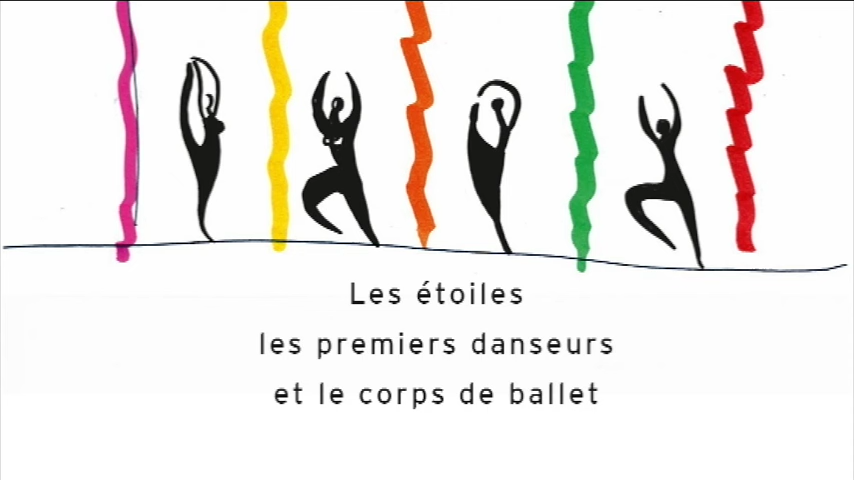 Les étoiles
les premiers danseurs
et le corps de ballet